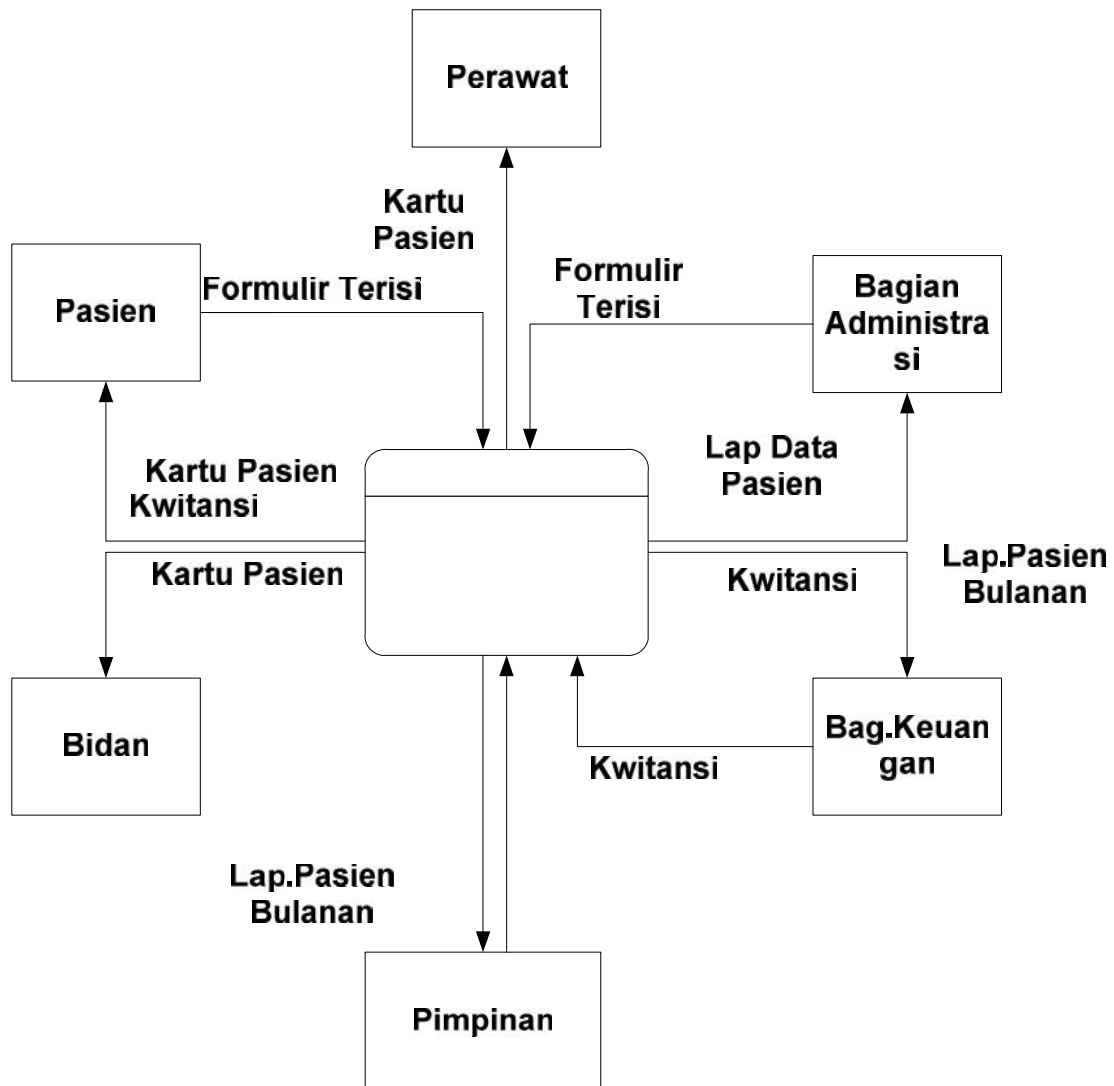 Perawat
Kartu
Pasien
Pasien
Formulir Terisi
Formulir
Terisi
Bagian
Administra
si
Kartu Pasien
Kwitansi
Lap Data
Pasien
Kartu Pasien
Kwitansi
Lap.Pasien
Bulanan
Bidan
Bag.Keuan
gan
Kwitansi
Lap.Pasien
Bulanan
Pimpinan